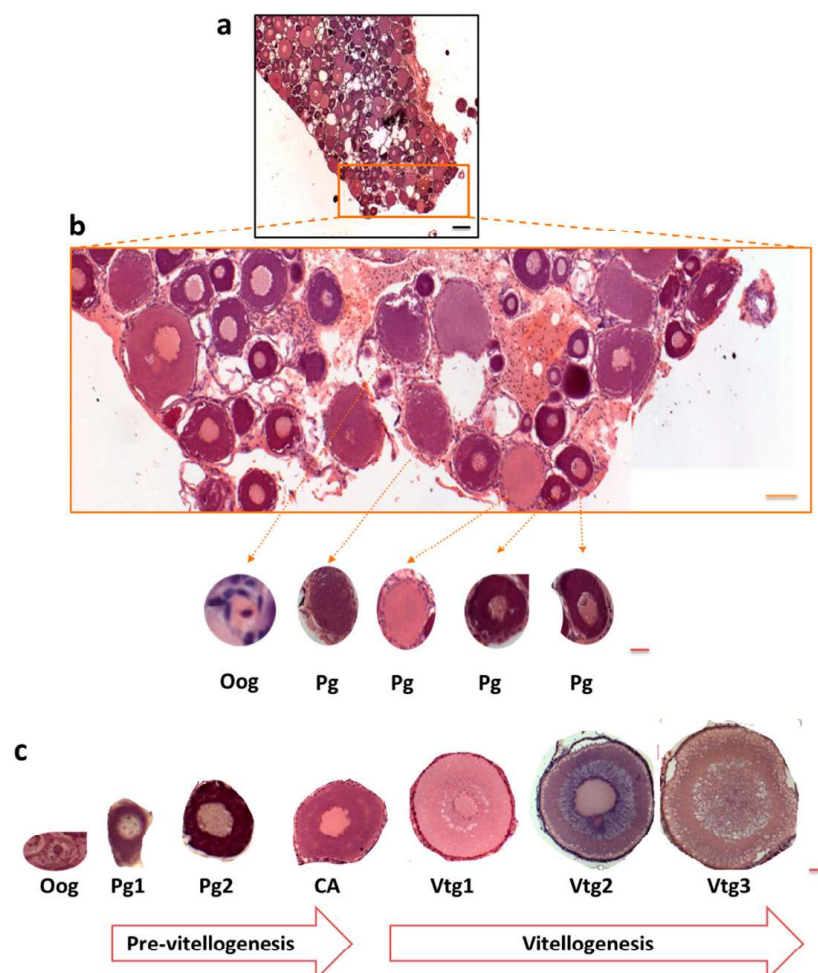 a
b
Oog Pg Pg Pg Pg
c
Oog Pg1 Pg2 CA Vtg1 Vtg2 Vtg3
Pre-vitellogenesis Vitellogenesis